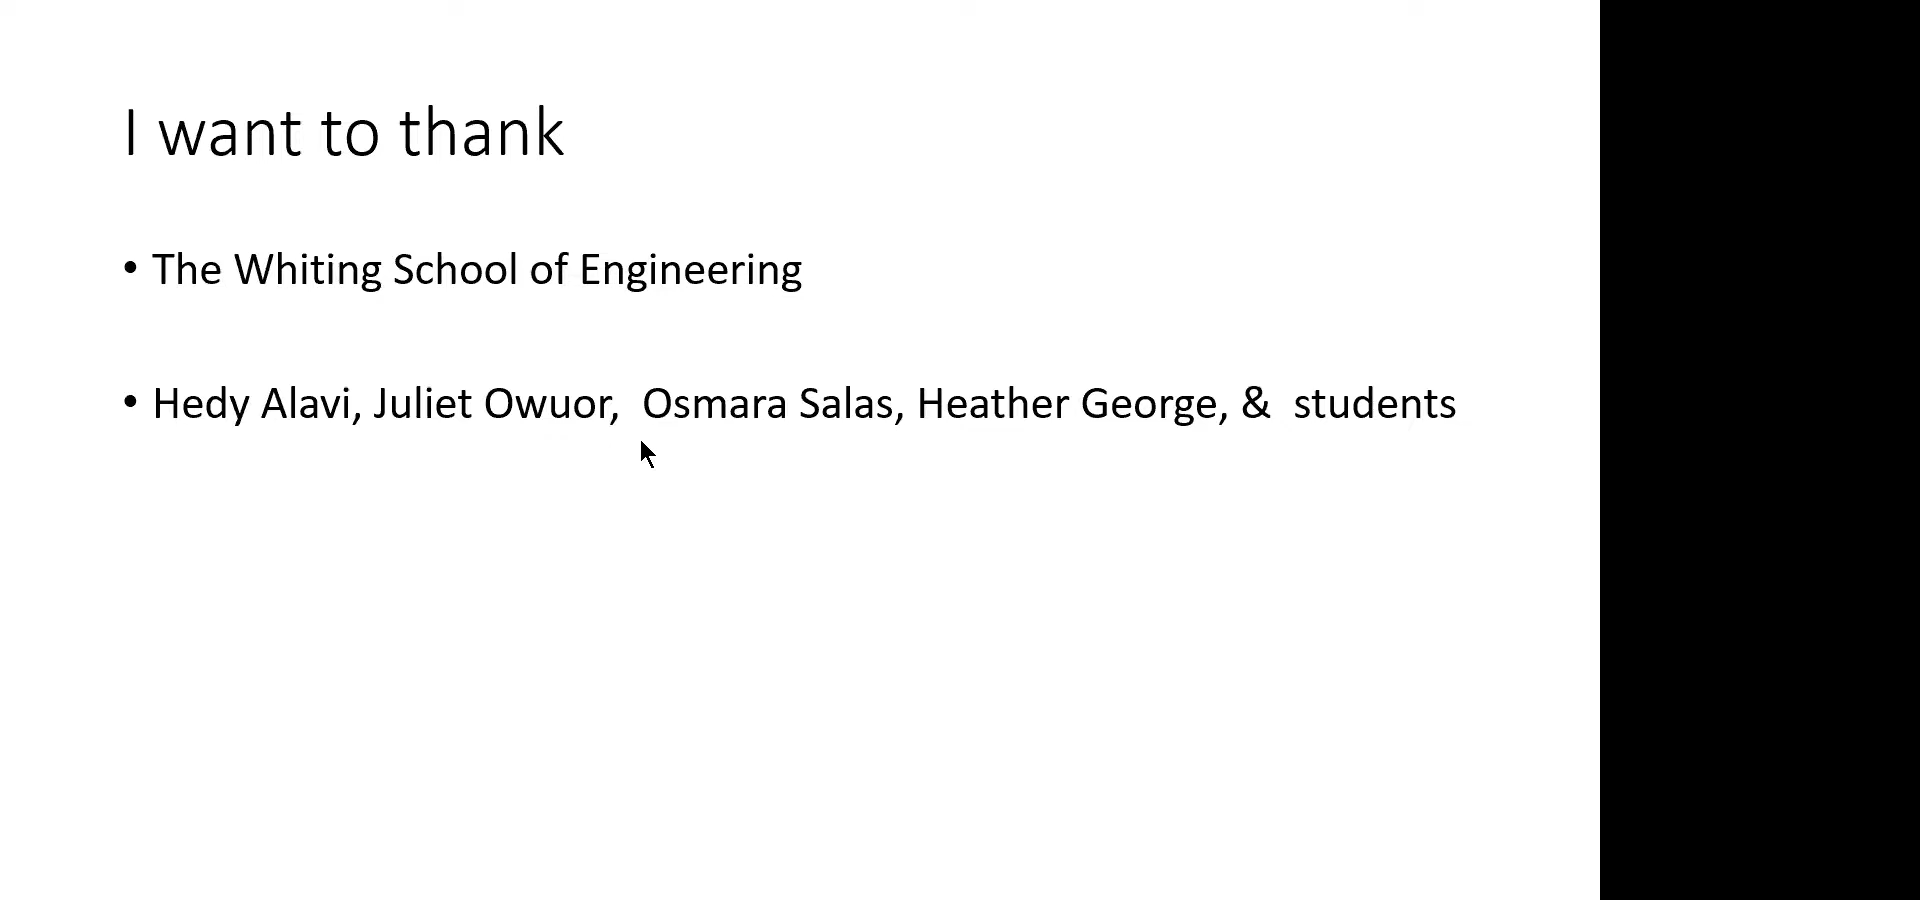 I want to thank
• The Whiting School of Engineering
• Hedy Alavi, Juliet Owuor,  Osmara Salas, Heather George, &  students